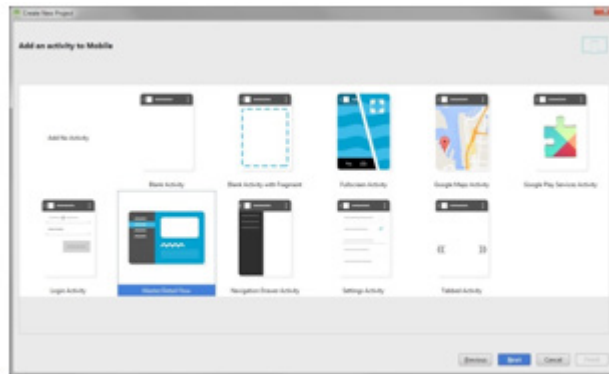 Create New Project
Add an activity to Mobile
Add No Activity
Blank Activity
Blank Activity with Fragment
Fullscreen Activity
Google Maps Activity
Google Play Services Activity
Login Activity
Master/Detail Flow
Navigation Drawer Activity
Settings Activity
Tabbed Activity
Previous
Next
Cancel
Finish